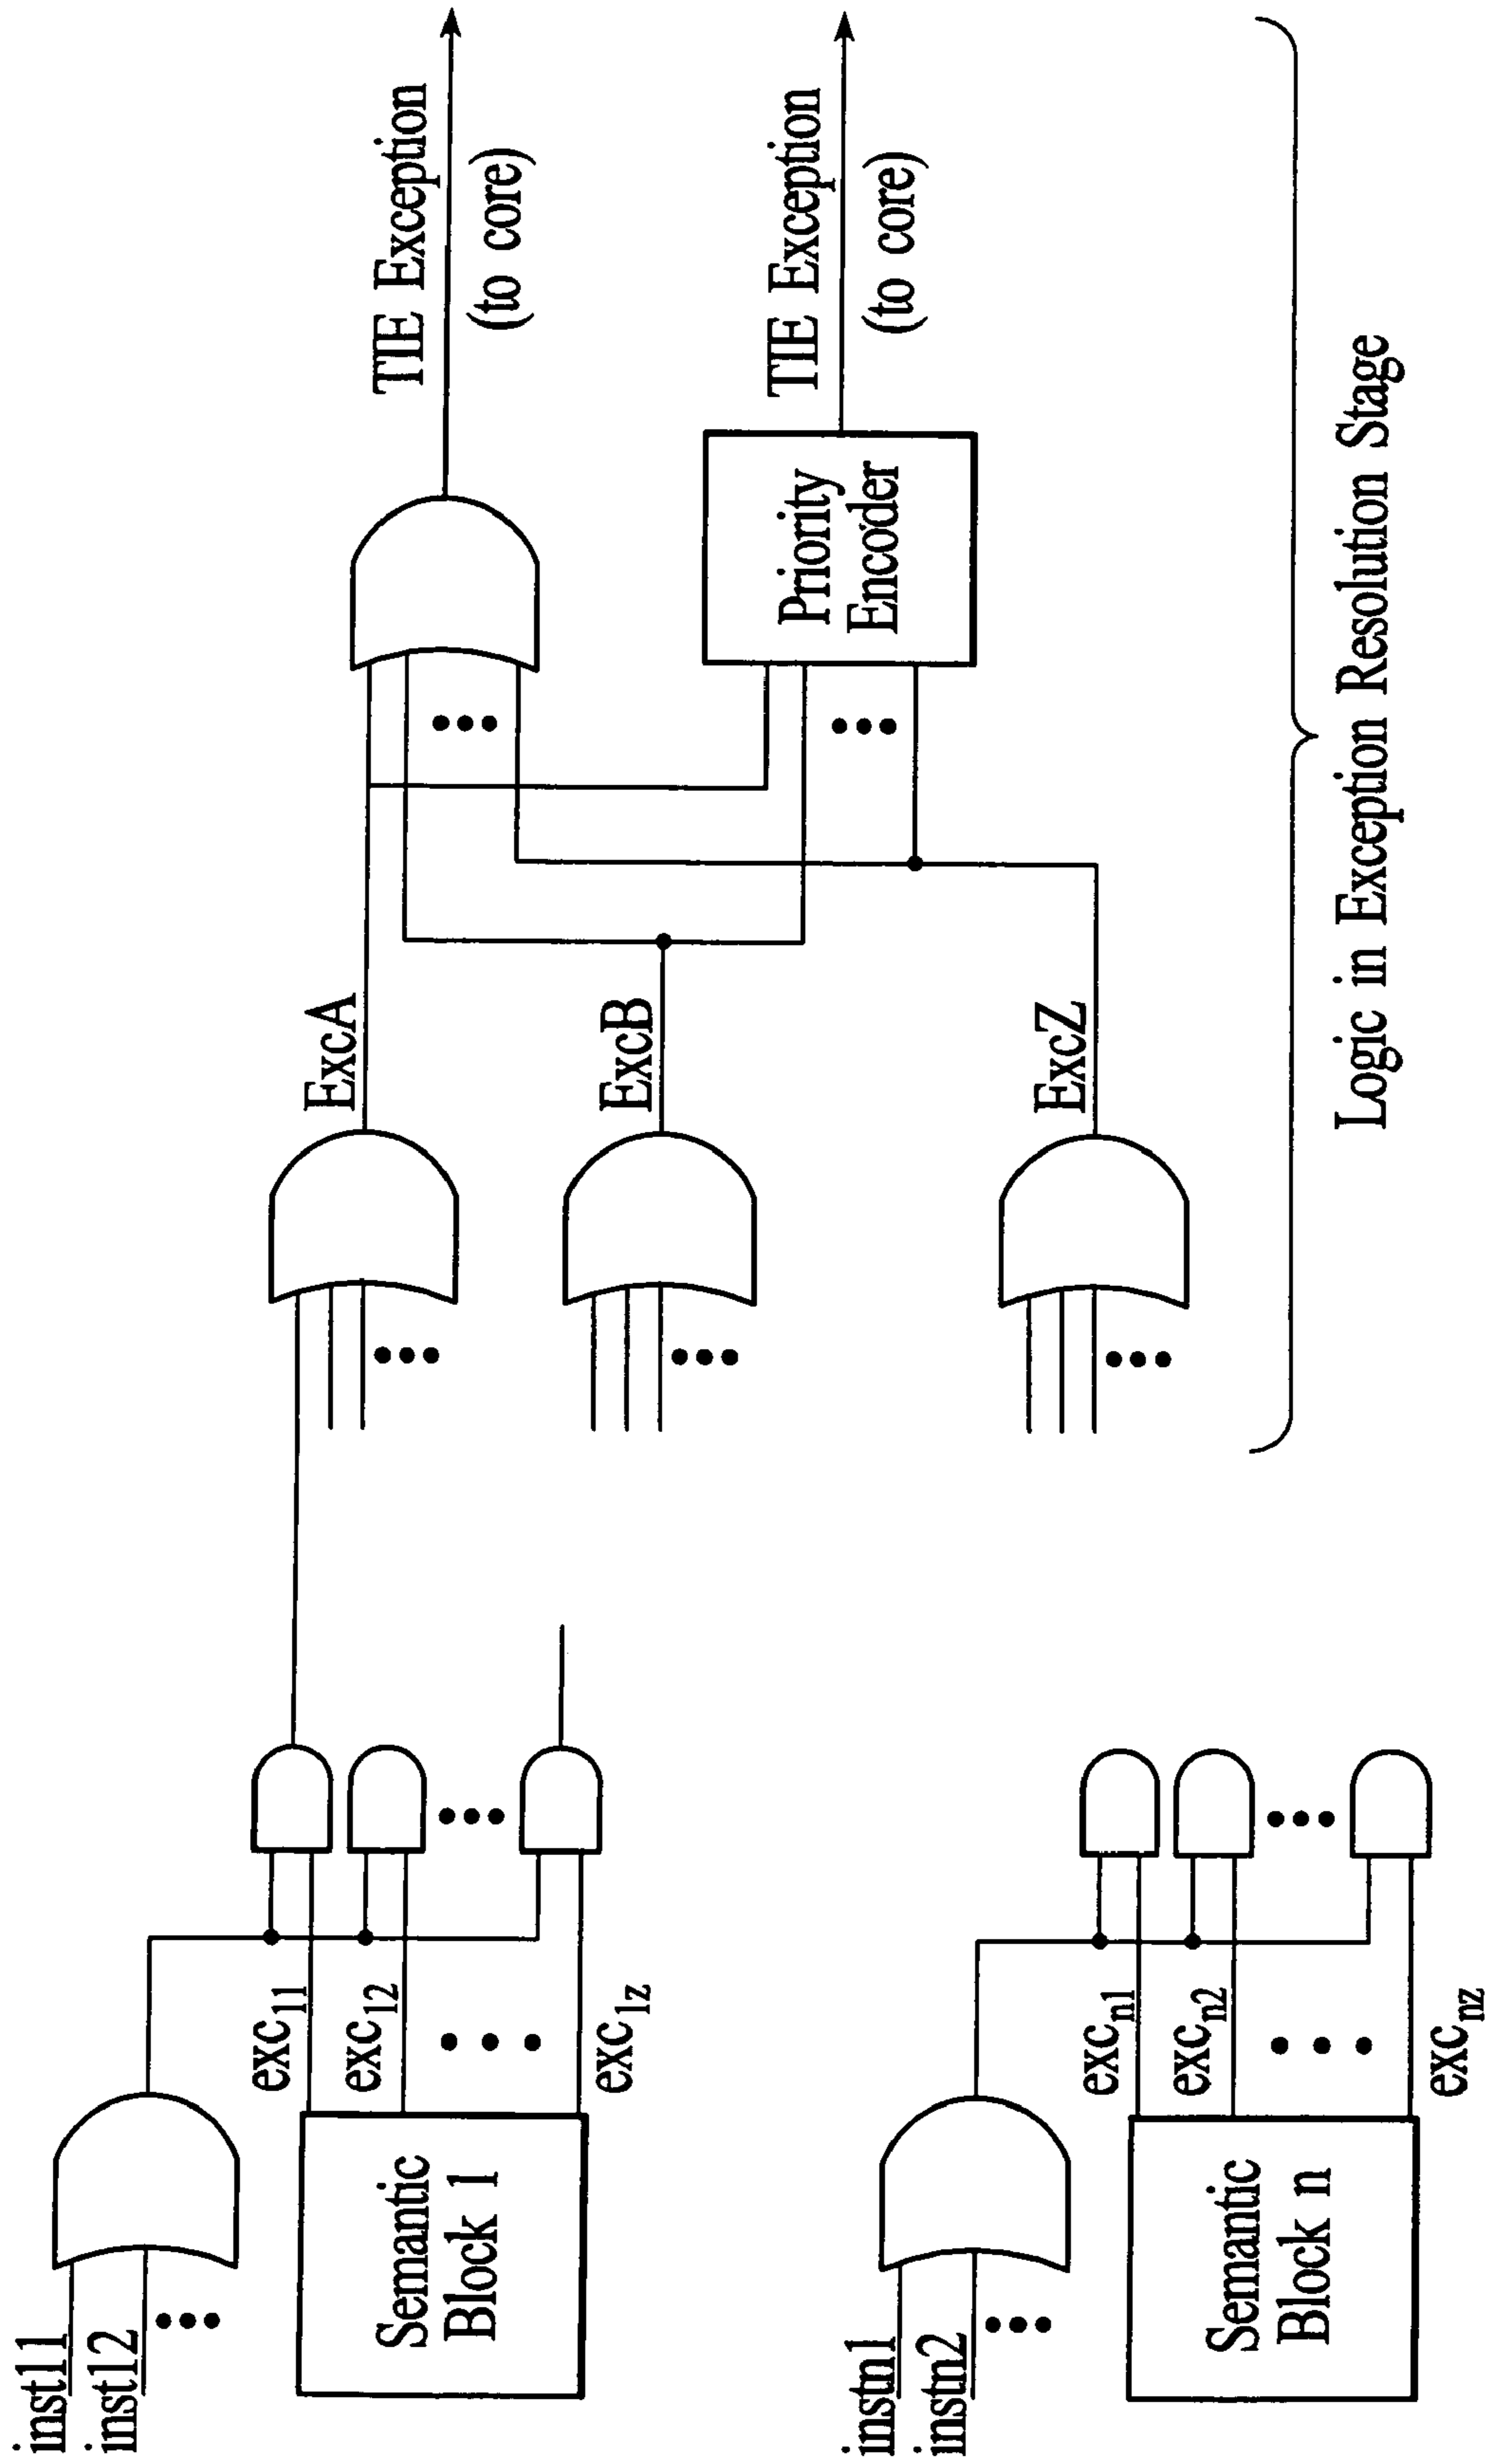 inst11
inst12
Semantic
Block 1
exc11
exc12
exc1z
instn1
instn2
Semantic
Block n
excn1
excn2
excnz
ExcA
ExcB
ExcZ
Priority
Encoder
TIE Exception
(to core)
TIE Exception
(to core)
Logic in Exception Resolution Stage